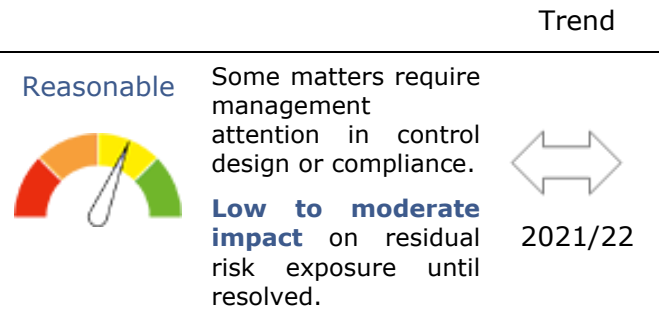 Trend
Reasonable
Some matters require
management
attention in control
design or compliance.
Low to moderate
impact on residual
risk exposure until
resolved.
2021/22